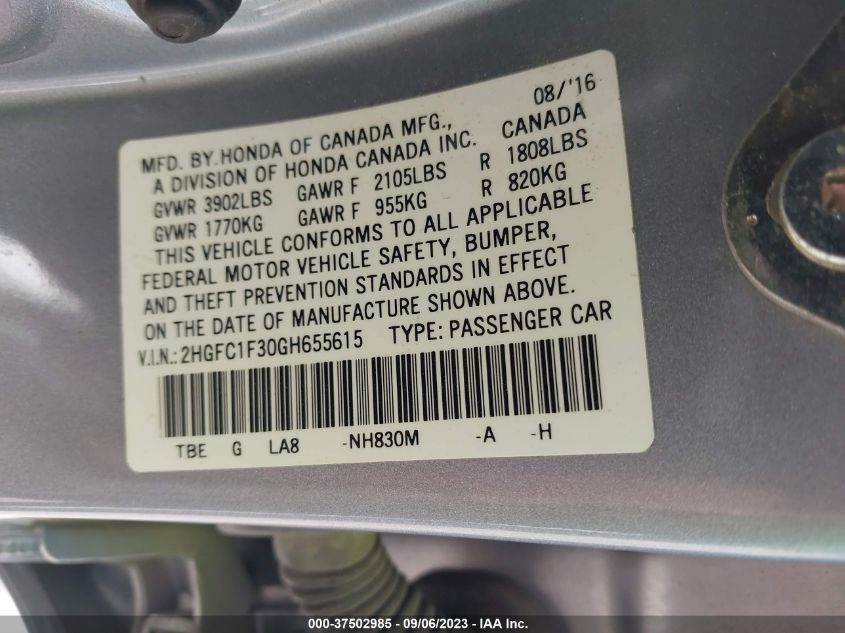 08/'16
MFD. BY.HONDA OF CANADA MFG., CANADA
A DIVISION OF HONDA CANADA INC.
GVWR 3902LBS GAWR F 2105LBS R 1808LBS
GVWR 1770KG GAWR F 955KG R 820KG
THIS VEHICLE CONFORMS TO ALL APPLICABLE
FEDERAL MOTOR VEHICLE SAFETY, BUMPER,
AND THEFT PREVENTION STANDARDS IN EFFECT
ON THE DATE OF MANUFACTURE SHOWN ABOVE.
V.I.N.:2HGFC1F30GH655615 TYPE: PASSENGER CAR
TBE G LA8 -NH830M -A -H
000-37502985 - 09/06/2023 - IAA Inc.